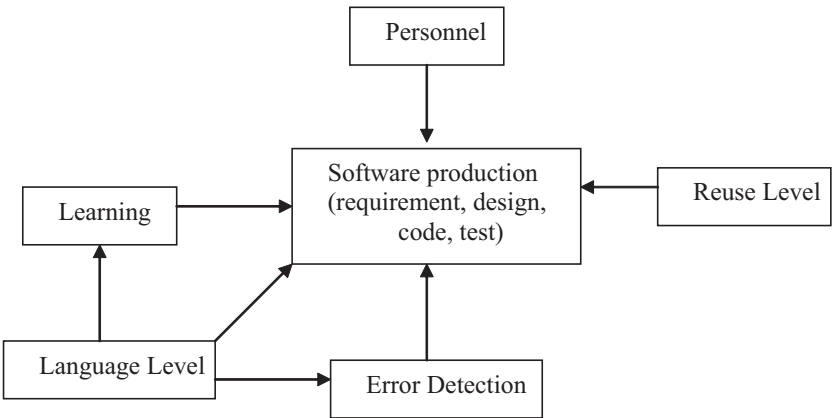 Personnel
Software production
(requirement, design,
code, test)
Reuse Level
Learning
Language Level
Error Detection